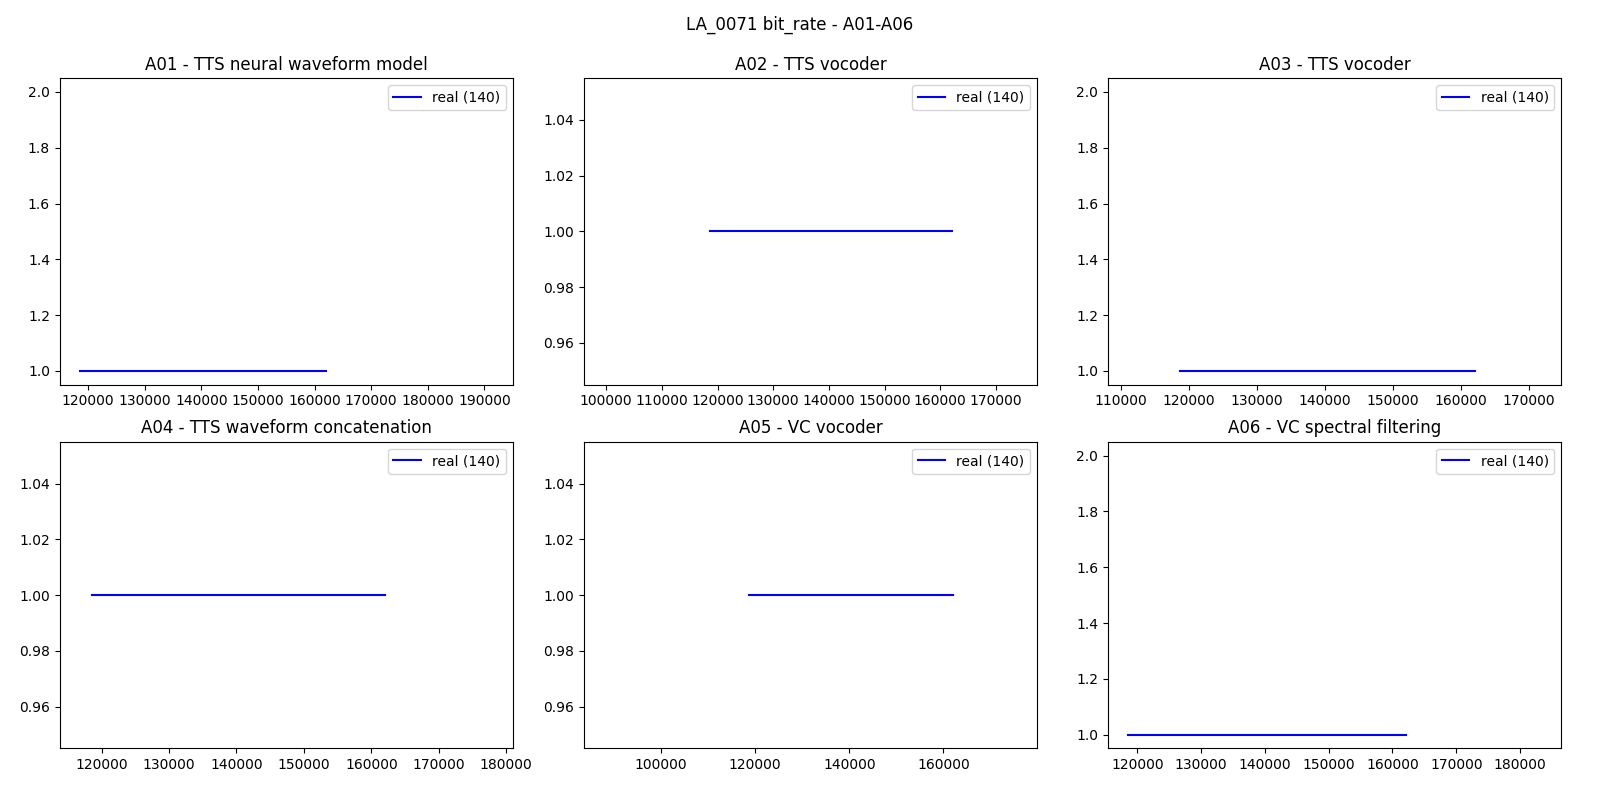 LA_0071 bit_rate - A01-A06
A01 - TTS neural waveform model
real (140)
2.0
1.8
1.6
1.4
1.2
1.0
120000 130000 140000 150000 160000 170000 180000 190000
A02 - TTS vocoder
real (140)
1.04
1.02
1.00
0.98
0.96
100000 110000 120000 130000 140000 150000 160000 170000
A03 - TTS vocoder
real (140)
2.0
1.8
1.6
1.4
1.2
1.0
110000 120000 130000 140000 150000 160000 170000
A04 - TTS waveform concatenation
real (140)
1.04
1.02
1.00
0.98
0.96
120000 130000 140000 150000 160000 170000 180000
A05 - VC vocoder
real (140)
1.04
1.02
1.00
0.98
0.96
100000 120000 140000 160000
A06 - VC spectral filtering
real (140)
2.0
1.8
1.6
1.4
1.2
1.0
120000 130000 140000 150000 160000 170000 180000